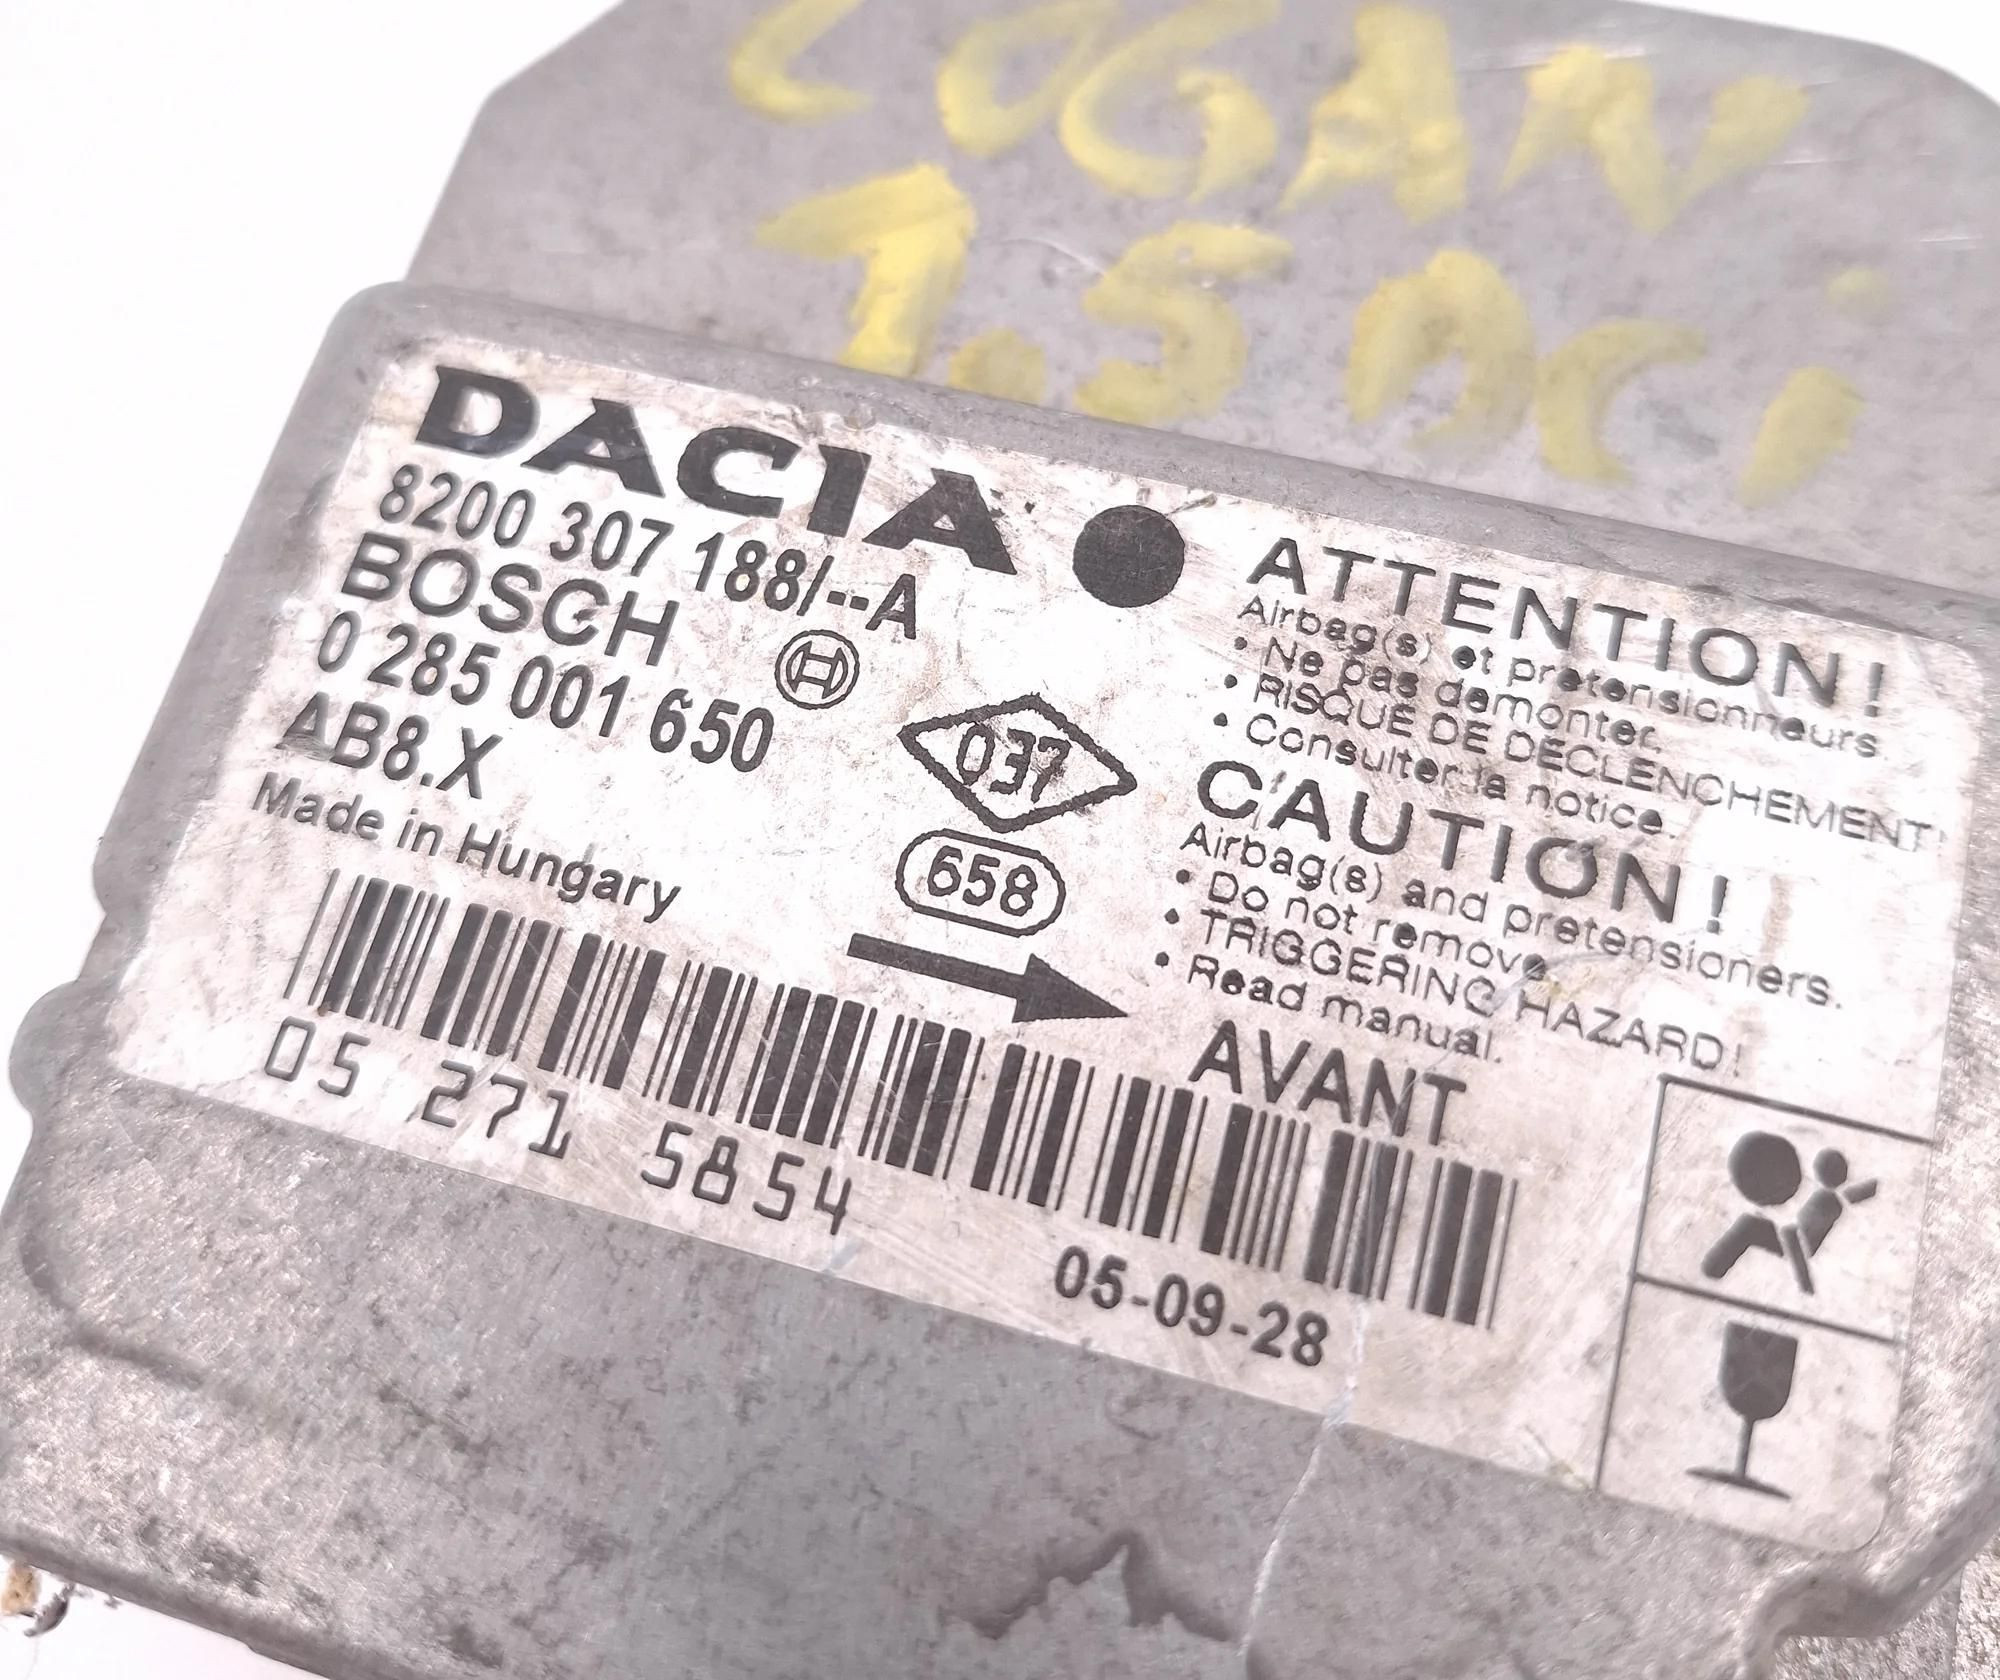 LOGAN
1.5 DCi
DACIA
8200 307 188/--A
BOSCH
0 285 001 650
AB8.X
Made in Hungary
037
658
ATTENTION!
Airbag(s) et pretensionneurs.
• Ne pas demonter.
• RISQUE DE DECLENCHEMENT!
• Consulter la notice.
CAUTION!
Airbag(s) and pretensioners.
• Do not remove.
• TRIGGERING HAZARD!
• Read manual.
AVANT
05 271 5854
05-09-28